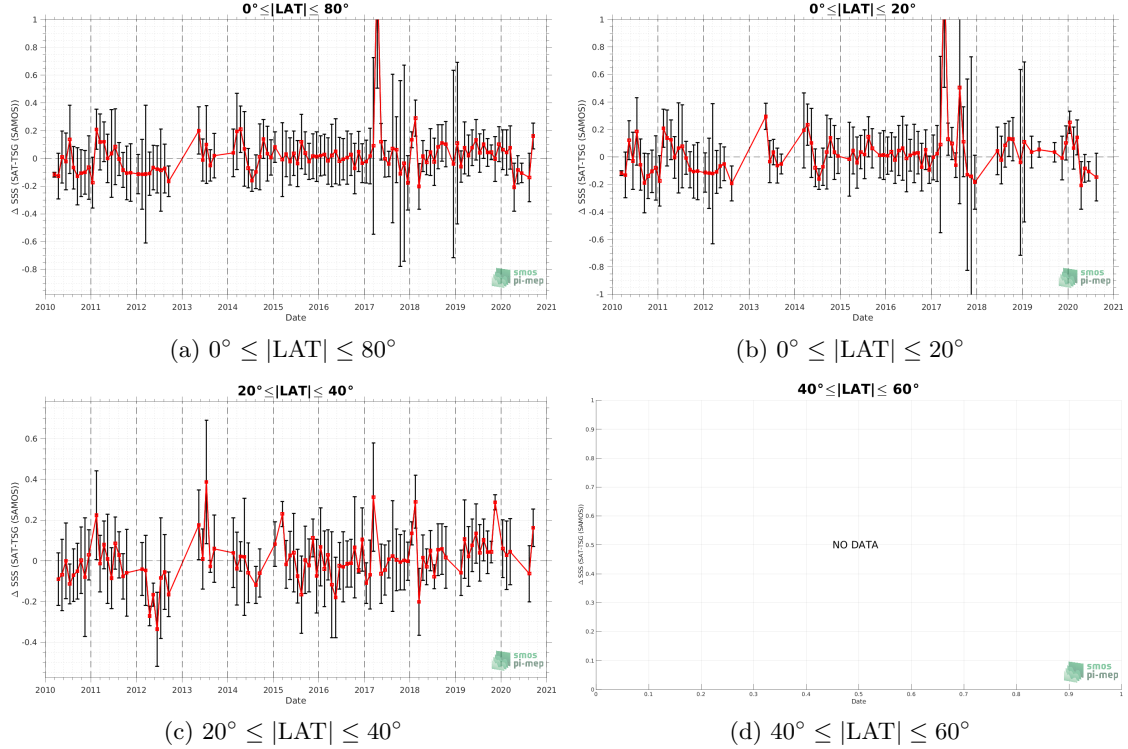 0°≤|LAT|≤ 80°
Δ SSS (SAT-TSG (SAMOS))
1
0.8
0.6
0.4
0.2
0
-0.2
-0.4
-0.6
-0.8
2010 2011 2012 2013 2014 2015 2016 2017 2018 2019 2020 2021
Date
smos
pi-mep
(a) 0° ≤ |LAT| ≤ 80°
0°≤|LAT|≤ 20°
Δ SSS (SAT-TSG (SAMOS))
1
0.8
0.6
0.4
0.2
0
-0.2
-0.4
-0.6
-0.8
-1
2010 2011 2012 2013 2014 2015 2016 2017 2018 2019 2020 2021
Date
smos
pi-mep
(b) 0° ≤ |LAT| ≤ 20°
20°≤|LAT|≤ 40°
Δ SSS (SAT-TSG (SAMOS))
0.6
0.4
0.2
0
-0.2
-0.4
2010 2011 2012 2013 2014 2015 2016 2017 2018 2019 2020 2021
Date
smos
pi-mep
(c) 20° ≤ |LAT| ≤ 40°
40°≤|LAT|≤ 60°
Δ SSS (SAT-TSG (SAMOS))
1
0.9
0.8
0.7
0.6
0.5
0.4
0.3
0.2
0.1
0
NO DATA
0 0.1 0.2 0.3 0.4 0.5 0.6 0.7 0.8 0.9 1
Date
smos
pi-mep
(d) 40° ≤ |LAT| ≤ 60°